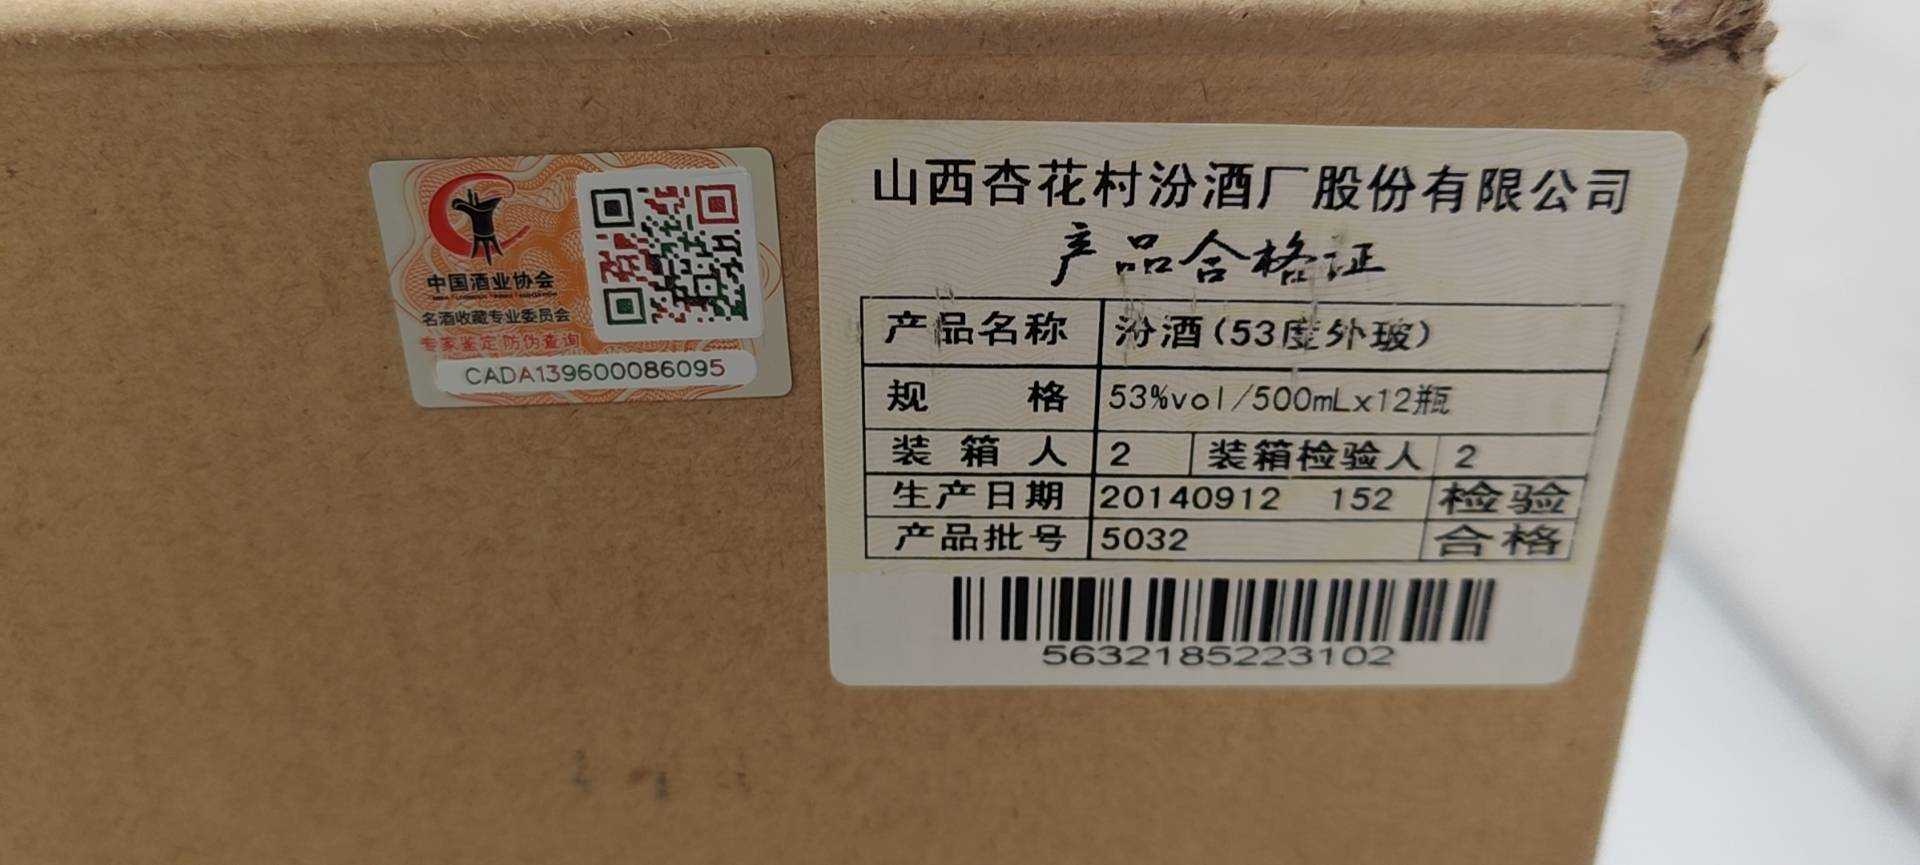 中国酒业协会
名酒收藏专业委员会
专家鉴定 防伪查询
CADA139600086095
山西杏花村汾酒厂股份有限公司
产品合格证
产品名称 汾酒(53度外玻)
规 格 53%vol/500mLx12瓶
装箱人 2 装箱检验人 2
生产日期 20140912 152 检验
产品批号 5032 合格
5632185223102